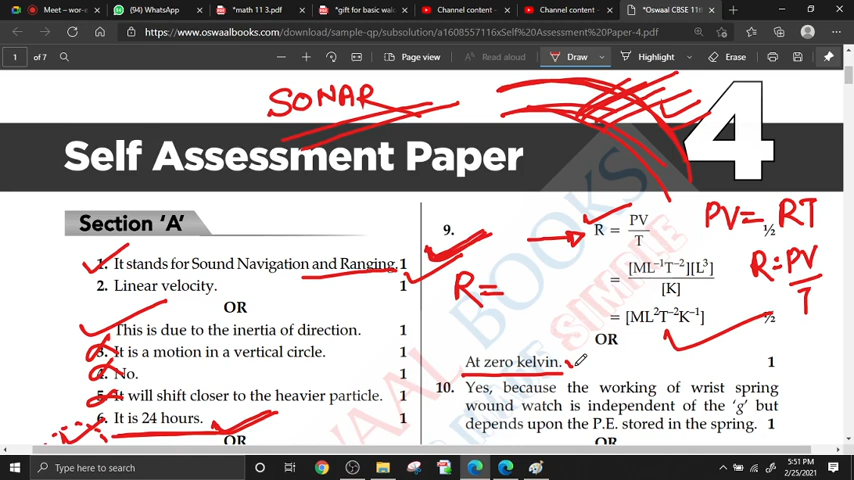 Meet – wor-e
(94) WhatsApp
*math 11 3.pdf
*gift for basic wal
Channel content -
Channel content -
*Oswaal CBSE 11t
https://www.oswaalbooks.com/download/sample-qp/subsolution/a1608557116xSelf%20Assessment%20Paper-4.pdf
1 of 7
Page view
Read aloud
Draw
Highlight
Erase
SONAR
4
Self Assessment Paper
Section 'A'
1. It stands for Sound Navigation and Ranging. 1
2. Linear velocity. 1
OR
This is due to the inertia of direction. 1
3. It is a motion in a vertical circle. 1
4. No. 1
5. It will shift closer to the heavier particle. 1
6. It is 24 hours. 1
OR
9. R = PV/T ½
= [ML⁻¹T⁻²][L³]/[K]
= [ML²T⁻²K⁻¹] ½
OR
At zero kelvin. 1
10. Yes, because the working of wrist spring
wound watch is independent of the 'g' but
depends upon the P.E. stored in the spring. 1
OR
R =
PV = RT
R = PV/T
OSWAAL BOOKS
LEARNING MADE SIMPLE
Type here to search
5:51 PM
2/25/2021